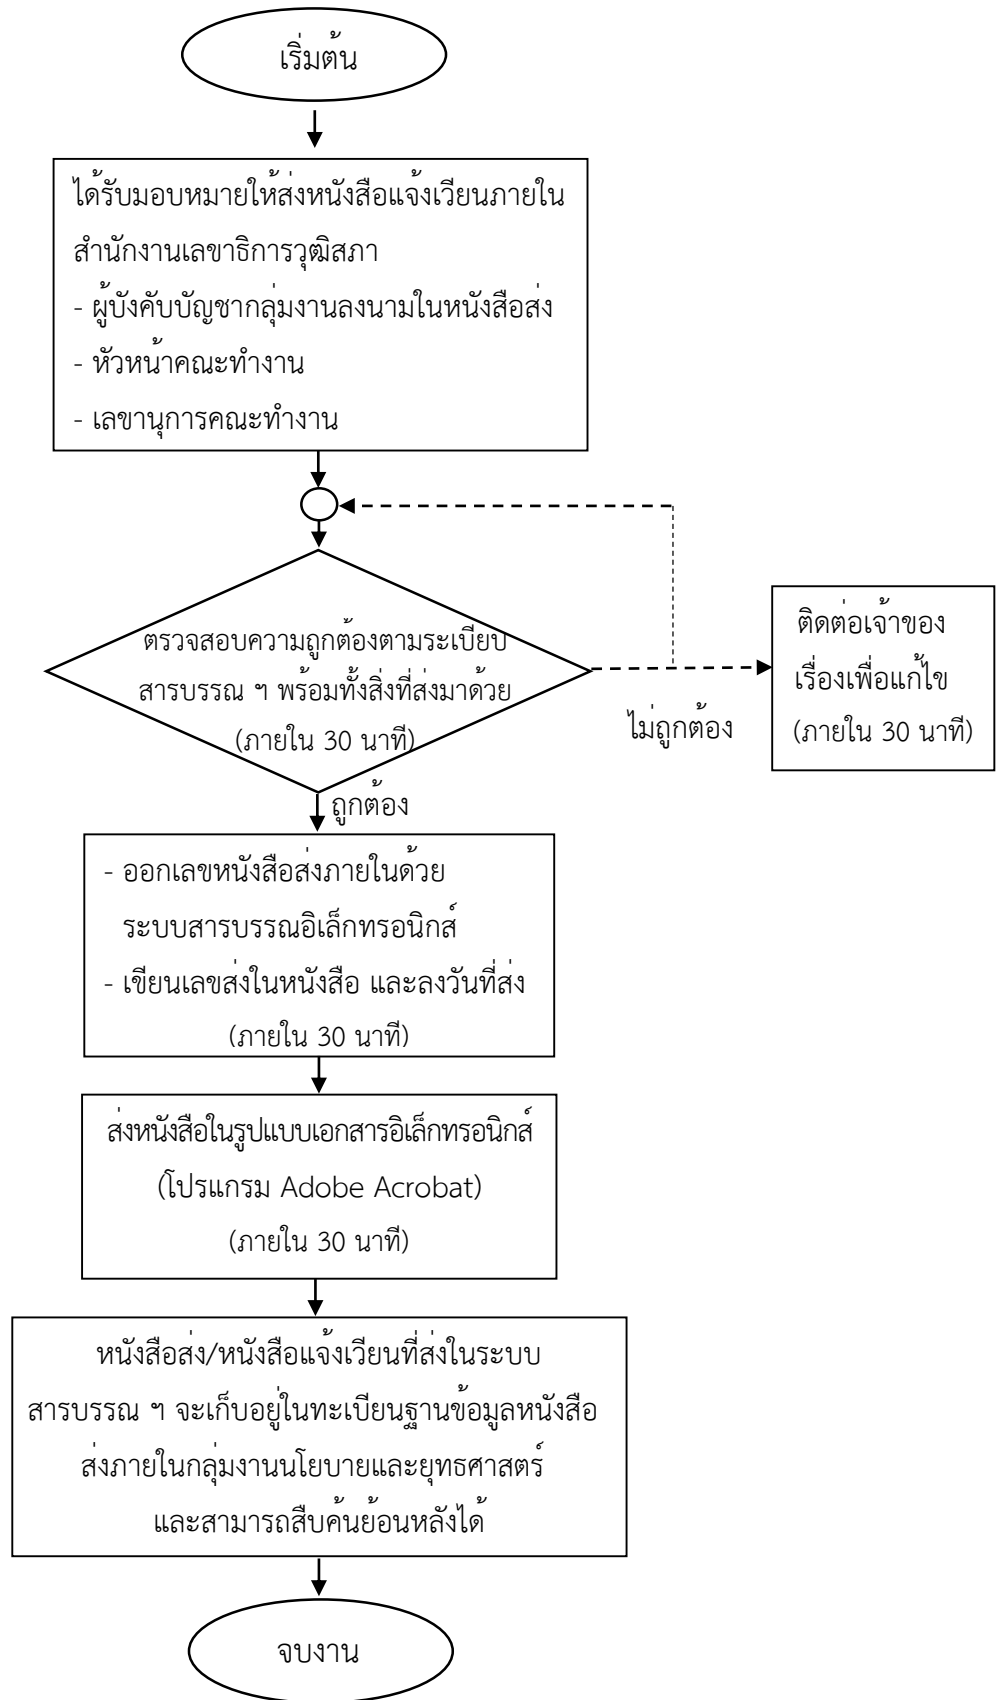 เริ่มต้น
ได้รับมอบหมายให้ส่งหนังสือแจ้งเวียนภายใน
สำนักงานเลขาธิการวุฒิสภา
- ผู้บังคับบัญชากลุ่มงานลงนามในหนังสือส่ง
- หัวหน้าคณะทำงาน
- เลขานุการคณะทำงาน
ตรวจสอบความถูกต้องตามระเบียบ
สารบรรณ ฯ พร้อมทั้งสิ่งที่ส่งมาด้วย
(ภายใน 30 นาที)
ไม่ถูกต้อง
ติดต่อเจ้าของ
เรื่องเพื่อแก้ไข
(ภายใน 30 นาที)
ถูกต้อง
- ออกเลขหนังสือส่งภายในด้วย
ระบบสารบรรณอิเล็กทรอนิกส์
- เขียนเลขส่งในหนังสือ และลงวันที่ส่ง
(ภายใน 30 นาที)
ส่งหนังสือในรูปแบบเอกสารอิเล็กทรอนิกส์
(โปรแกรม Adobe Acrobat)
(ภายใน 30 นาที)
หนังสือส่ง/หนังสือแจ้งเวียนที่ส่งในระบบ
สารบรรณ ฯ จะเก็บอยู่ในทะเบียนฐานข้อมูลหนังสือ
ส่งภายในกลุ่มงานนโยบายและยุทธศาสตร์
และสามารถสืบค้นย้อนหลังได้
จบงาน